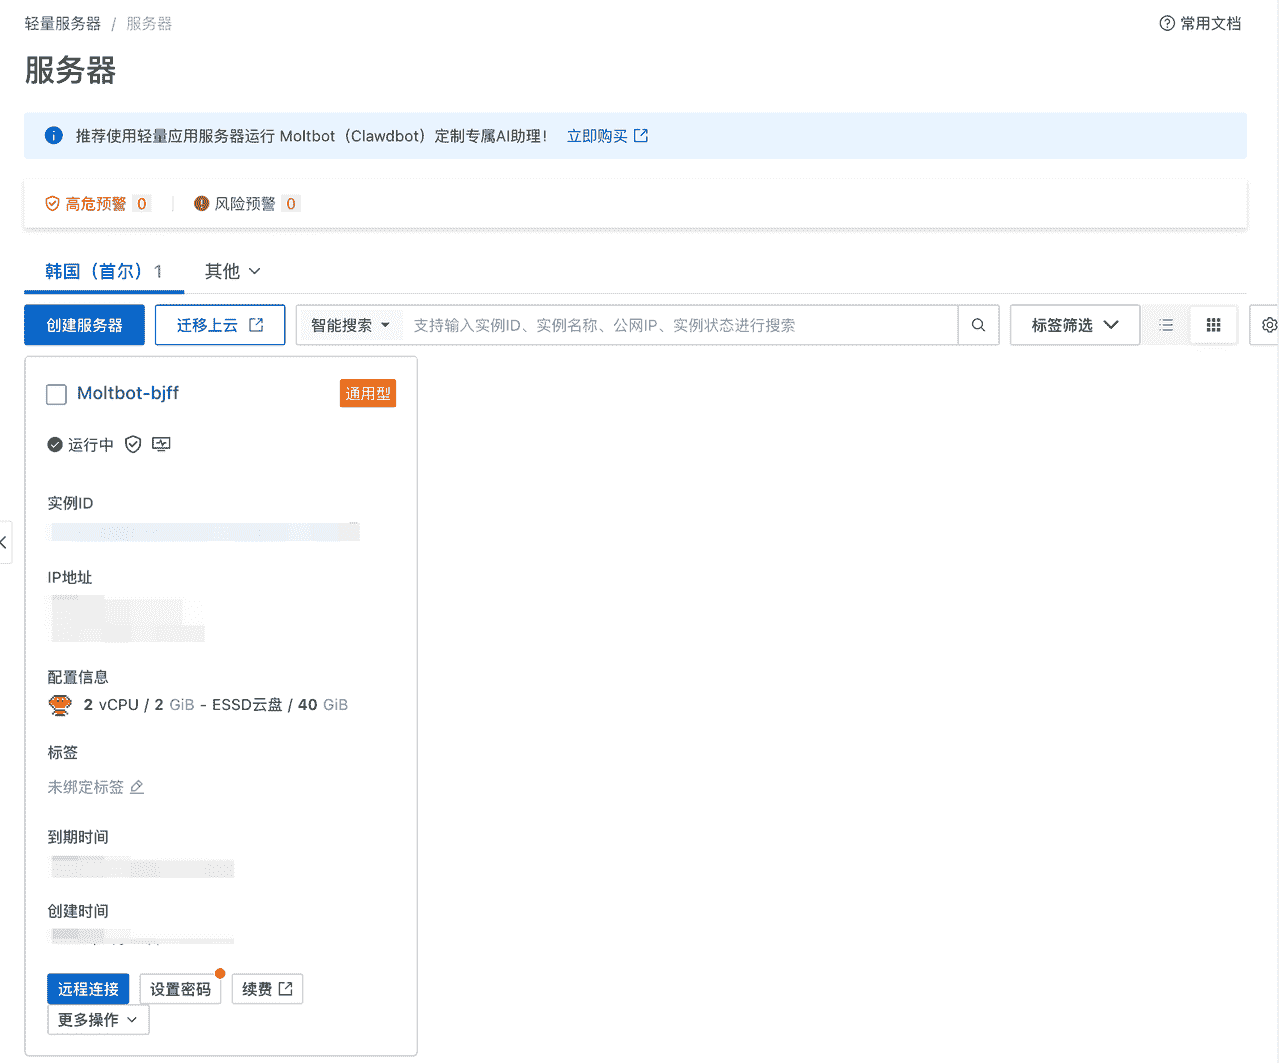 轻量服务器 / 服务器
常用文档
服务器
推荐使用轻量应用服务器运行 Moltbot（Clawdbot）定制专属AI助理！ 立即购买
高危预警 0 风险预警 0
韩国（首尔） 1 其他
创建服务器 迁移上云 智能搜索 支持输入实例ID、实例名称、公网IP、实例状态进行搜索 标签筛选
Moltbot-bjff 通用型
运行中
实例ID
IP地址
配置信息
2 vCPU / 2 GiB - ESSD云盘 / 40 GiB
标签
未绑定标签
到期时间
创建时间
远程连接 设置密码 续费
更多操作